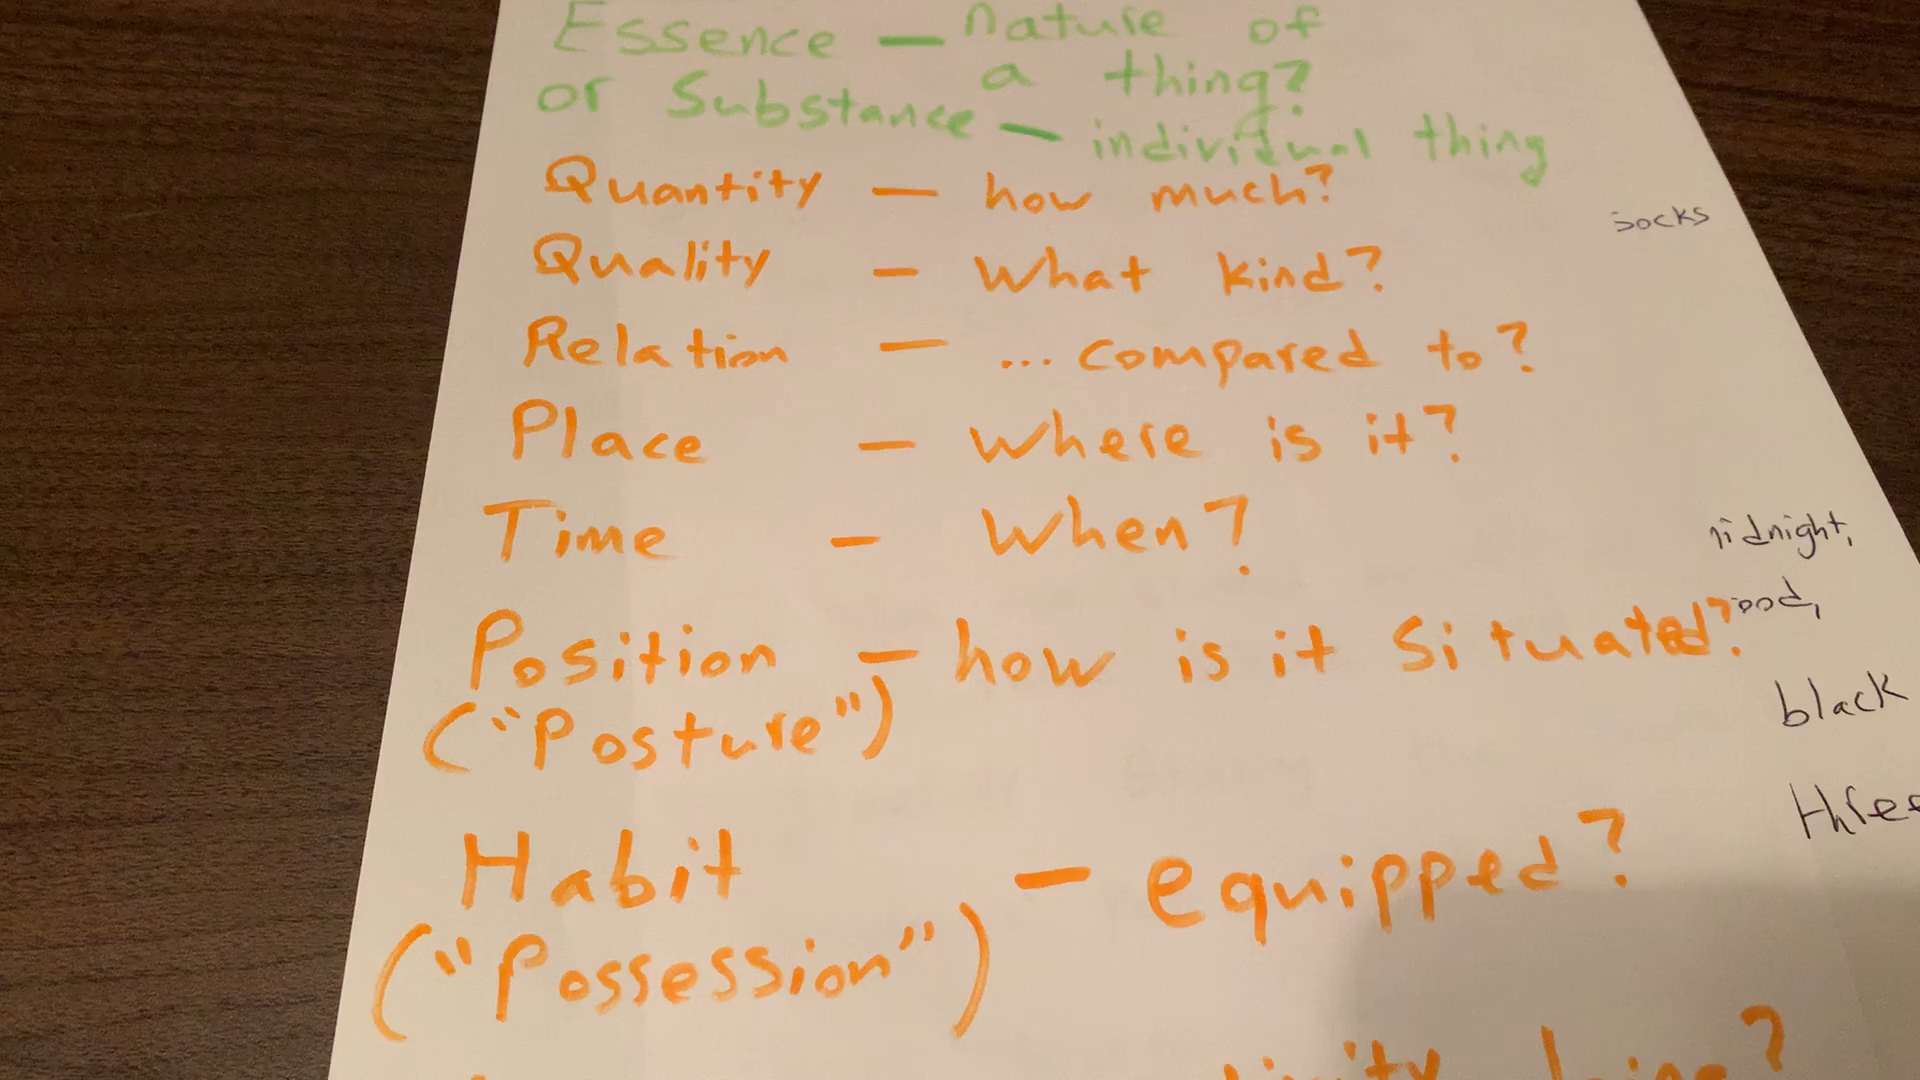 Essence — nature of
a thing?
or Substance — individual thing
Quantity — how much?
socks
Quality — What kind?
Relation — ... compared to?
Place — Where is it?
Time — When?
Position — how is it situated?
("Posture")
black
Habit — equipped?
("Possession")